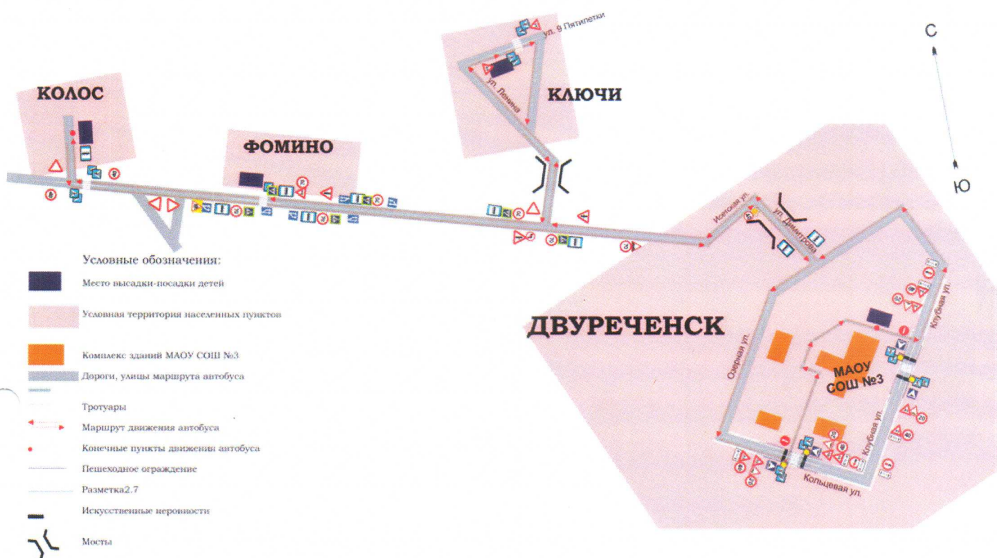 ул. 9 Пятилетки
С
КОЛОС
КЛЮЧИ
ул. Ленина
ФОМИНО
Ю
Исетская ул.
ул. Димитрова
Условные обозначения:
Место высадки-посадки детей
Условная территория населенных пунктов
ДВУРЕЧЕНСК
Клубная ул.
Озерная ул.
Комплекс зданий МАОУ СОШ №3
МАОУ
СОШ №3
Дороги, улицы маршрута автобуса
Тротуары
Клубная ул.
Маршрут движения автобуса
Конечные пункты движения автобуса
Пешеходное ограждение
Кольцевая ул.
Разметка2.7
Искусственные неровности
Мосты